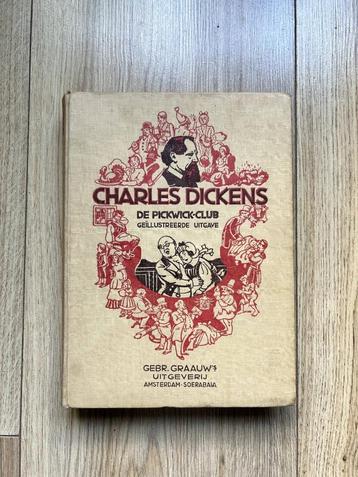 CHARLES DICKENS
DE PICKWICK-CLUB
GEÏLLUSTREERDE UITGAVE
GEBR. GRAAUW'S
UITGEVERIJ
AMSTERDAM-SOERABAIA